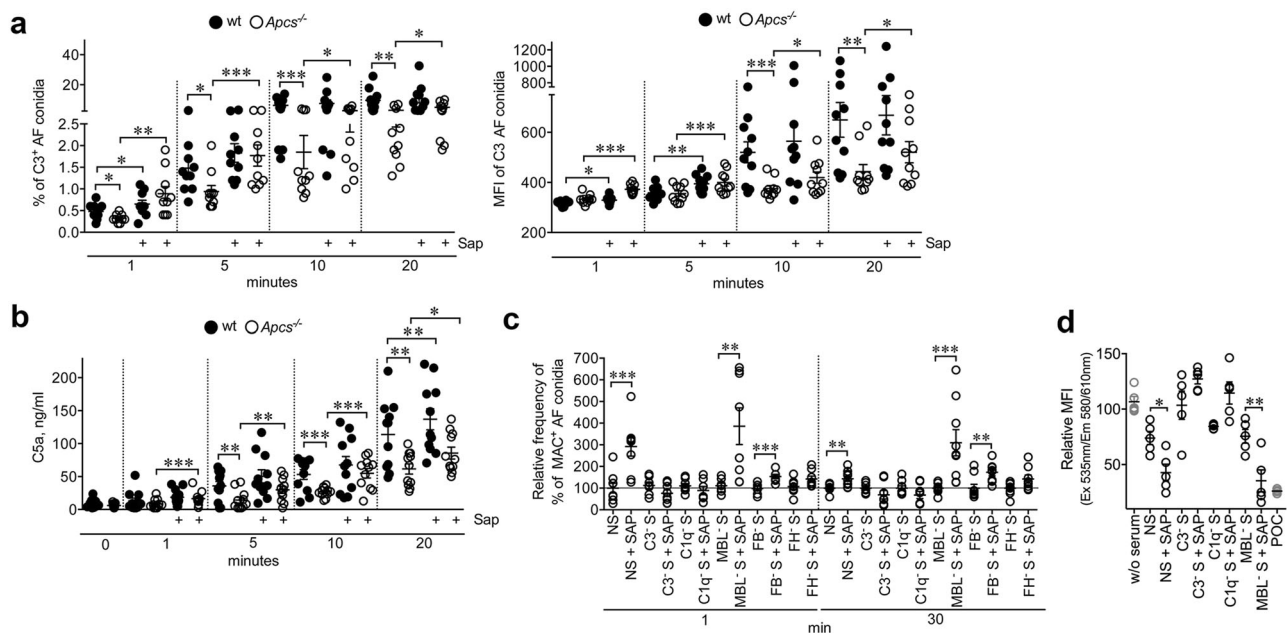 a
wt Apcs-/-
% of C3+ AF conidia
40
20
2.5
2.0
1.5
1.0
0.5
0.0
* * ** * *** *** * ** *
+ + + + + + + + Sap
1 5 10 20
minutes
wt Apcs-/-
MFI of C3 AF conidia
1200
1000
800
600
400
200
* *** ** *** *** * ** *
+ + + + + + + + Sap
1 5 10 20
minutes
b
wt Apcs-/-
C5a, ng/ml
200
150
100
50
0
*** ** ** *** *** ** ** *
+ + + + + + + + Sap
0 1 5 10 20
minutes
c
Relative frequency of
% of MAC+ AF conidia
700
600
500
400
300
200
100
0
*** ** *** ** *** **
NS
NS + SAP
C3- S
C3- S + SAP
C1q- S
C1q- S + SAP
MBL- S
MBL- S + SAP
FB- S
FB- S + SAP
FH- S
FH- S + SAP
NS
NS + SAP
C3- S
C3- S + SAP
C1q- S
C1q- S + SAP
MBL- S
MBL- S + SAP
FB- S
FB- S + SAP
FH- S
FH- S + SAP
1 min 30
d
Relative MFI
(Ex 535nm/Em 580/610nm)
150
100
50
* **
w/o serum
NS
NS + SAP
C3- S
C3- S + SAP
C1q- S
C1q- S + SAP
MBL- S
MBL- S + SAP
POC